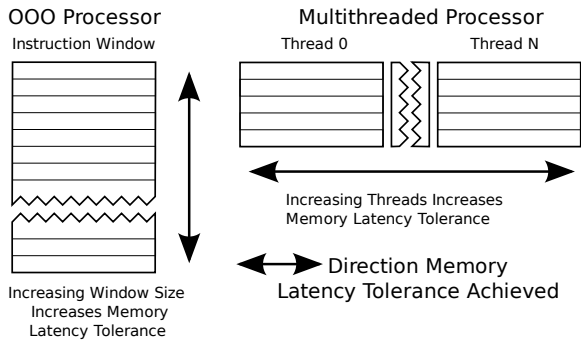 OOO Processor
Instruction Window
Increasing Window Size
Increases Memory
Latency Tolerance
Multithreaded Processor
Thread 0
Thread N
Increasing Threads Increases
Memory Latency Tolerance
Direction Memory
Latency Tolerance Achieved